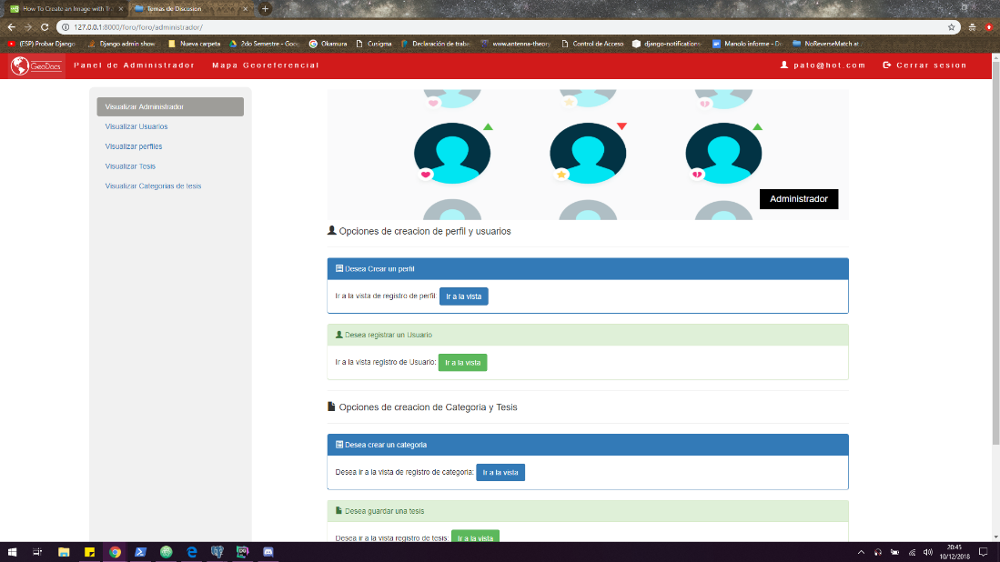 How To Create an Image with T
Temas de Discusion
127.0.0.1:8000/foro/foro/administrador/
(ESP) Probar Django
Django admin show
Nueva carpeta
2do Semestre - Goo
Okamura
Cusigma
Declaración de traba
www.antenna-theory
Control de Acceso
django-notifications
Manolo informe - Do
NoReverseMatch at
GeoDocs
Panel de Administrador
Mapa Georeferencial
pato@hot.com
Cerrar sesion
Visualizar Administrador
Visualizar Usuarios
Visualizar perfiles
Visualizar Tesis
Visualizar Categorias de tesis
Administrador
Opciones de creacion de perfil y usuarios
Desea Crear un perfil
Ir a la vista de registro de perfil: Ir a la vista
Desea registrar un Usuario
Ir a la vista registro de Usuario: Ir a la vista
Opciones de creacion de Categoria y Tesis
Desea crear un categoria
Desea ir a la vista de registro de categoria: Ir a la vista
Desea guardar una tesis
Desea ir a la vista registro de tesis: Ir a la vista
20:45
10/12/2018